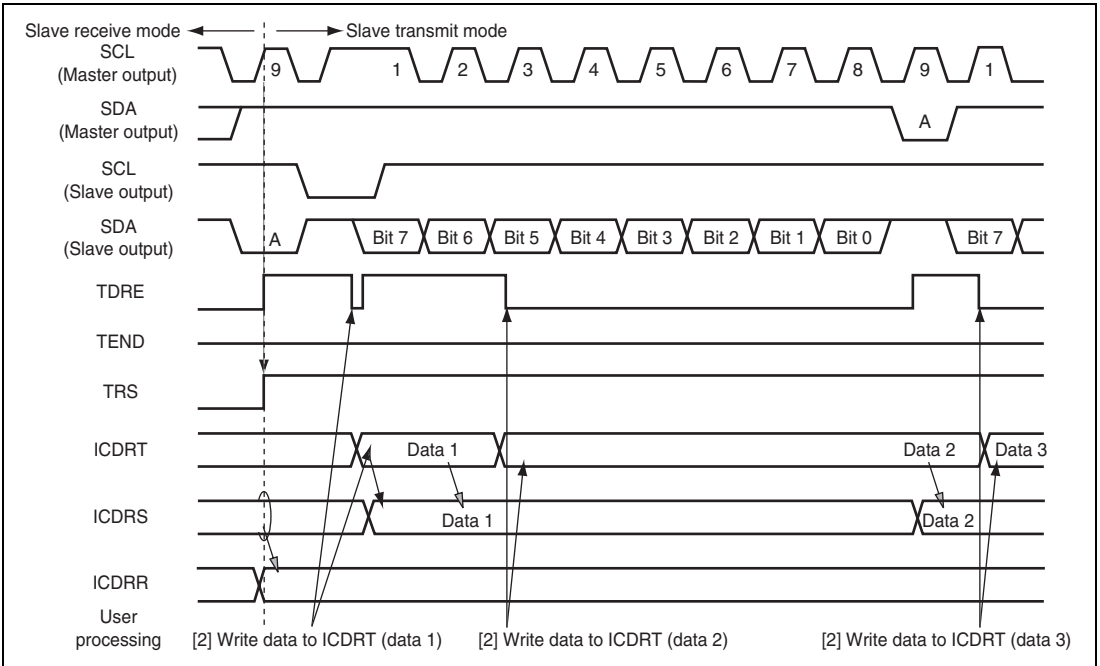 Slave receive mode
Slave transmit mode
SCL
(Master output)
9 1 2 3 4 5 6 7 8 9 1
SDA
(Master output)
A
SCL
(Slave output)
SDA
(Slave output)
A Bit 7 Bit 6 Bit 5 Bit 4 Bit 3 Bit 2 Bit 1 Bit 0 Bit 7
TDRE
TEND
TRS
ICDRT
Data 1 Data 2 Data 3
ICDRS
Data 1 Data 2
ICDRR
User
processing
[2] Write data to ICDRT (data 1) [2] Write data to ICDRT (data 2) [2] Write data to ICDRT (data 3)